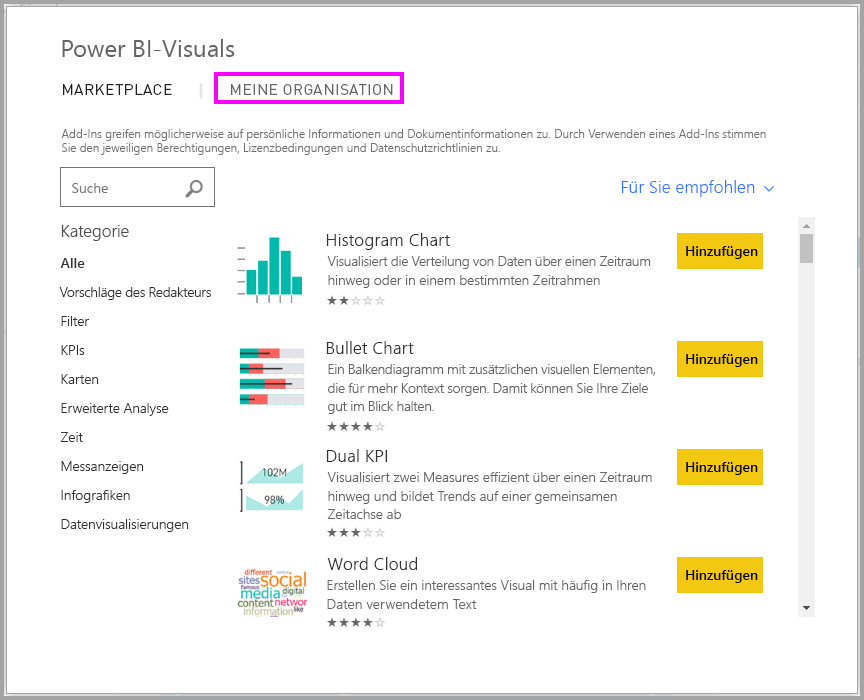 Power BI-Visuals
MARKETPLACE | MEINE ORGANISATION
Add-Ins greifen möglicherweise auf persönliche Informationen und Dokumentinformationen zu. Durch Verwenden eines Add-Ins stimmen
Sie den jeweiligen Berechtigungen, Lizenzbedingungen und Datenschutzrichtlinien zu.
Suche
Für Sie empfohlen
Kategorie
Alle
Vorschläge des Redakteurs
Filter
KPIs
Karten
Erweiterte Analyse
Zeit
Messanzeigen
Infografiken
Datenvisualisierungen
Histogram Chart
Visualisiert die Verteilung von Daten über einen Zeitraum
hinweg oder in einem bestimmten Zeitrahmen
★★☆☆☆
Hinzufügen
Bullet Chart
Ein Balkendiagramm mit zusätzlichen visuellen Elementen,
die für mehr Kontext sorgen. Damit können Sie Ihre Ziele
gut im Blick halten.
★★★★☆
Hinzufügen
102M
98%
Dual KPI
Visualisiert zwei Measures effizient über einen Zeitraum
hinweg und bildet Trends auf einer gemeinsamen
Zeitachse ab
★★★☆☆
Hinzufügen
different
sites social
famous
media digital
content networ
information like
Word Cloud
Erstellen Sie ein interessantes Visual mit häufig in Ihren
Daten verwendetem Text
★★★★☆
Hinzufügen